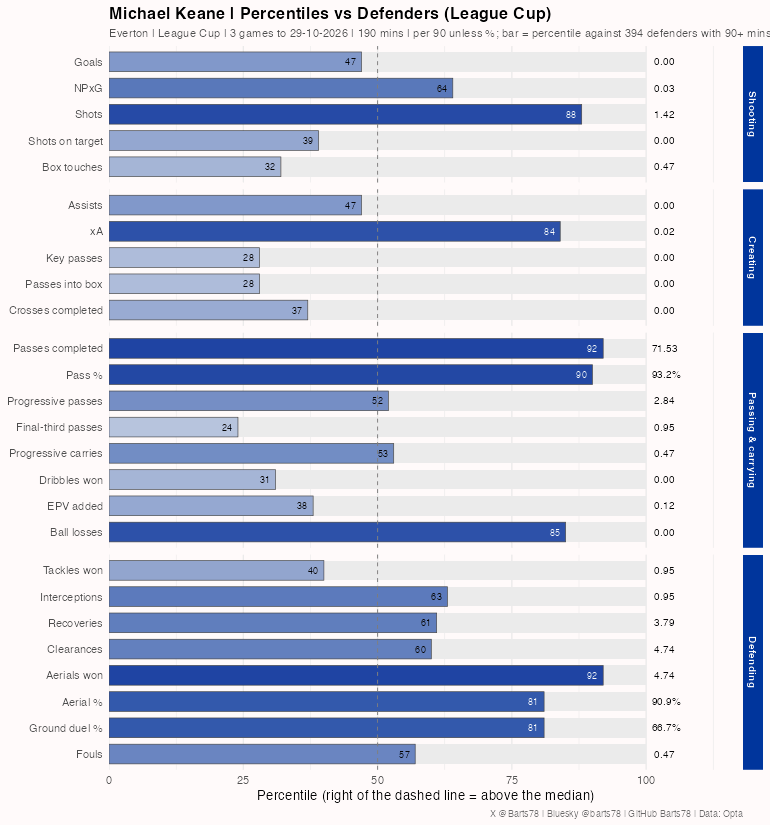 Michael Keane | Percentiles vs Defenders (League Cup)
Everton | League Cup | 3 games to 29-10-2026 | 190 mins | per 90 unless %; bar = percentile against 394 defenders with 90+ mins
Goals 47 0.00
NPxG 64 0.03
Shots 88 1.42
Shots on target 39 0.00
Box touches 32 0.47
Shooting
Assists 47 0.00
xA 84 0.02
Key passes 28 0.00
Passes into box 28 0.00
Crosses completed 37 0.00
Creating
Passes completed 92 71.53
Pass % 90 93.2%
Progressive passes 52 2.84
Final-third passes 24 0.95
Progressive carries 53 0.47
Dribbles won 31 0.00
EPV added 38 0.12
Ball losses 85 0.00
Passing & carrying
Tackles won 40 0.95
Interceptions 63 0.95
Recoveries 61 3.79
Clearances 60 4.74
Aerials won 92 4.74
Aerial % 81 90.9%
Ground duel % 81 66.7%
Fouls 57 0.47
Defending
0 25 50 75 100
Percentile (right of the dashed line = above the median)
X @Barts78 | Bluesky @barts78 | GitHub Barts78 | Data: Opta